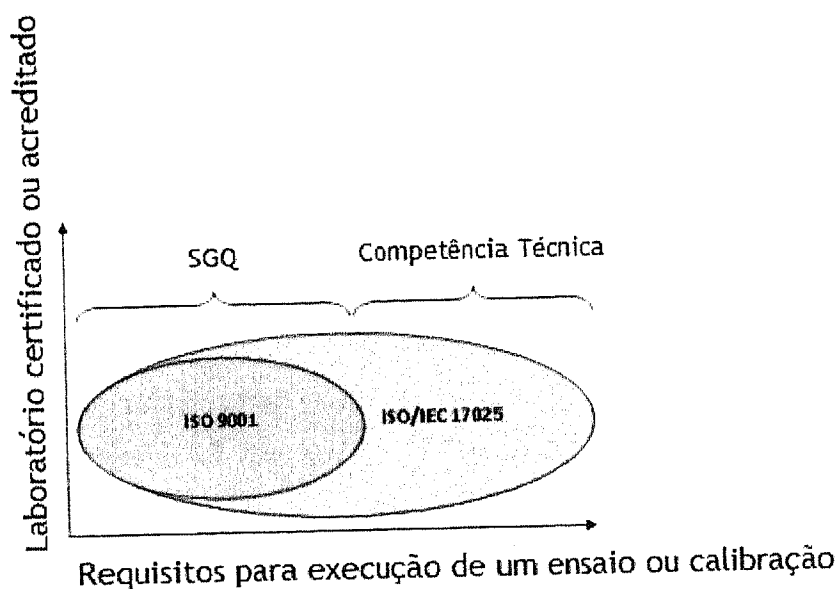 Laboratório certificado ou acreditado
SGQ
Competência Técnica
ISO 9001
ISO/IEC 17025
Requisitos para execução de um ensaio ou calibração